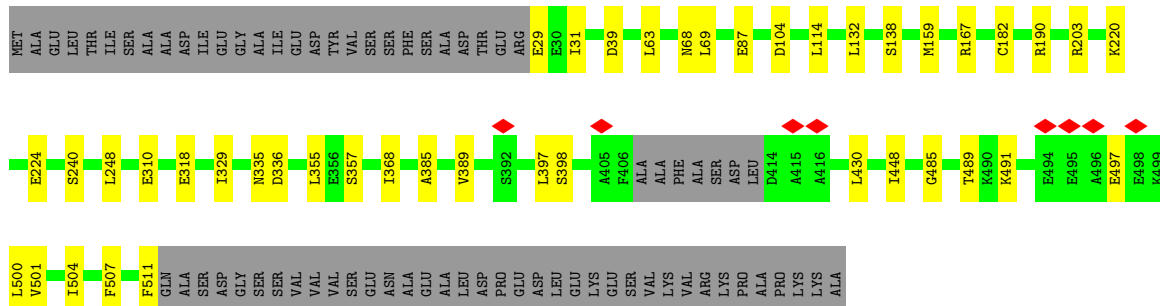 MET ALA GLU LEU THR ILE SER ALA ALA ASP ILE GLU GLY ALA ILE GLU ASP TYR VAL SER SER PHE SER ALA ASP THR GLU ARG E29 E30 I31 D39 L63 N68 L69 E87 D104 L114 L132 S138 M159 R167 C182 R190 R203 K220
E224 S240 L248 E310 E318 I329 N335 D336 L355 E356 S357 I368 A385 V389 S392 L397 S398 A405 F406 ALA ALA PHE ALA SER ASP LEU D414 A415 A416 L430 I448 G485 T489 K490 K491 E494 E495 A496 E497 E498 K499
L500 V501 I504 F507 F511 GLN ALA SER ASP GLY SER SER VAL VAL VAL SER GLU ASN ALA GLU ALA LEU ASP PRO GLU ASP LEU GLU LYS GLU SER VAL LYS VAL ARG LYS PRO ALA PRO LYS LYS ALA